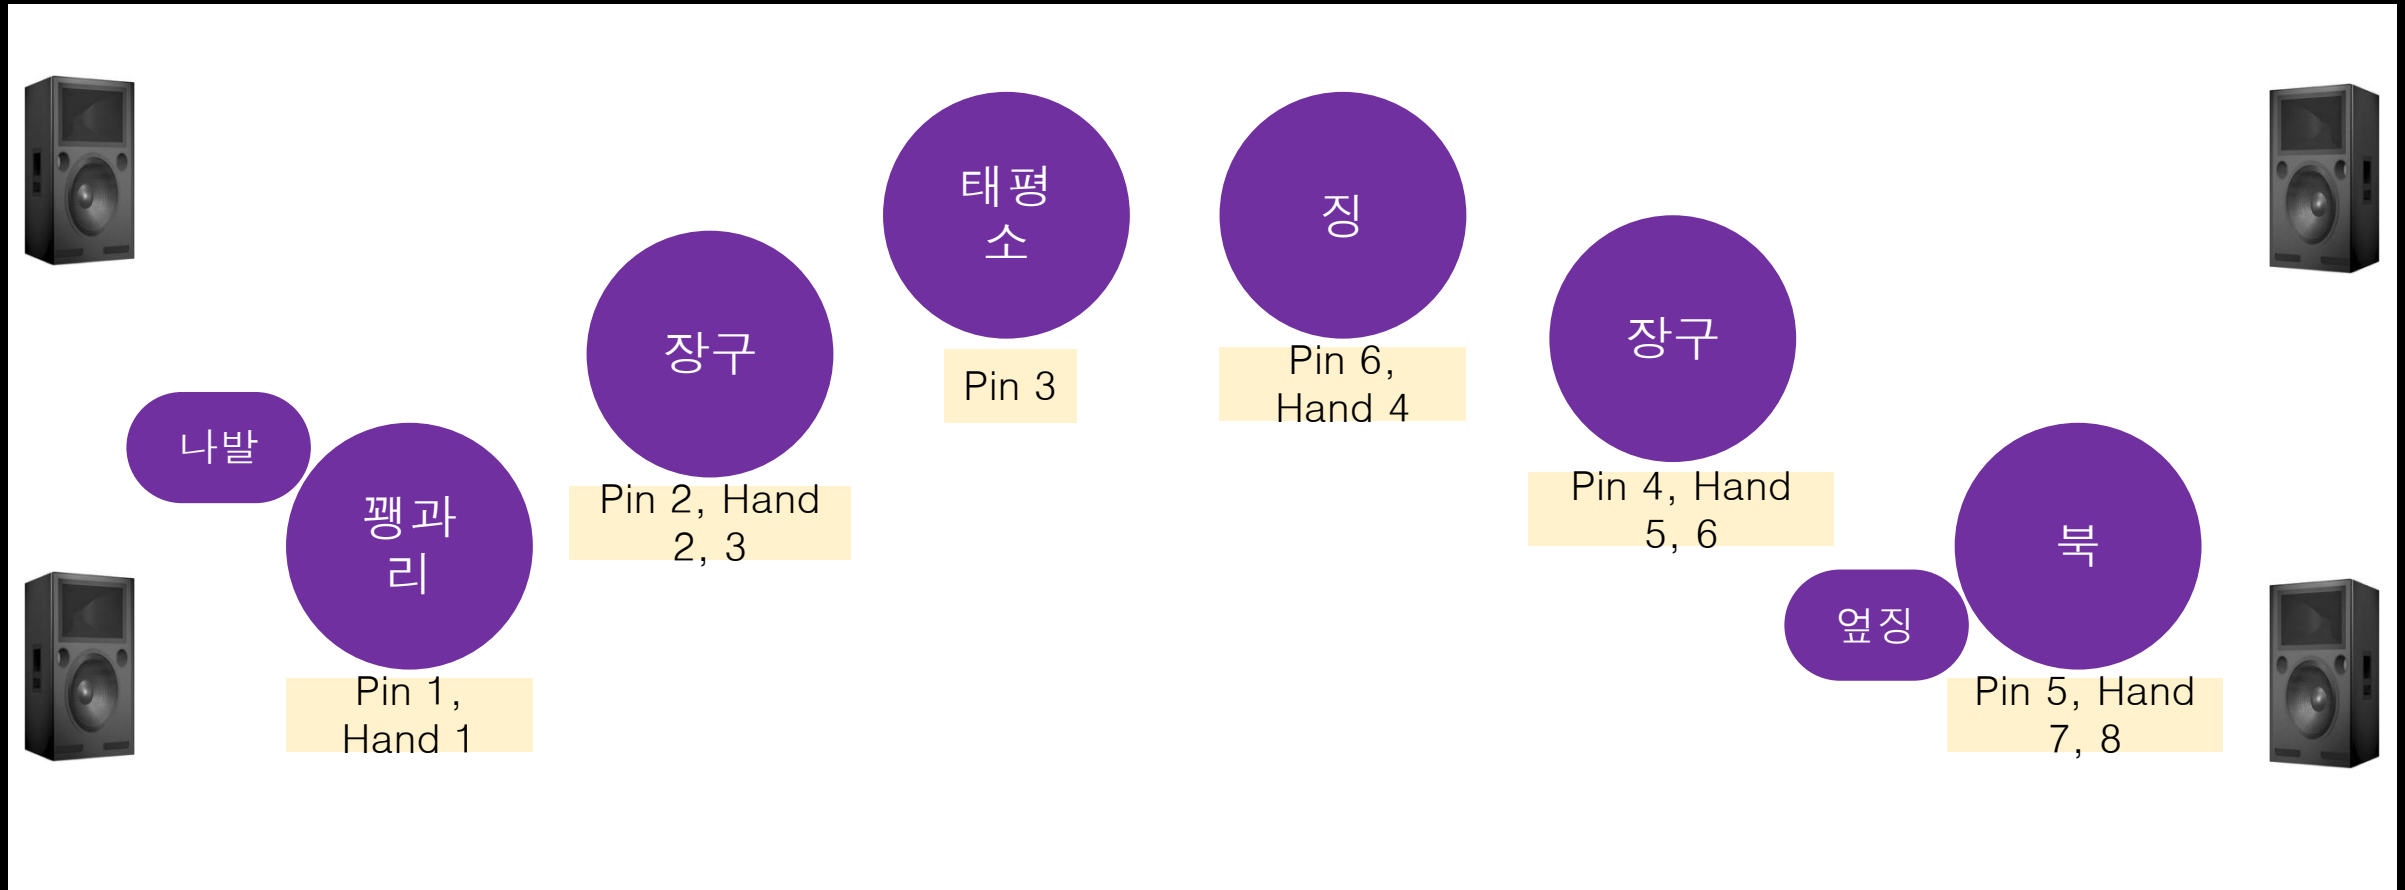 태평
소
징
Pin 3
Pin 6,
Hand 4
장구
Pin 2, Hand
2, 3
장구
Pin 4, Hand
5, 6
나발
꽹과
리
Pin 1,
Hand 1
엎징
북
Pin 5, Hand
7, 8